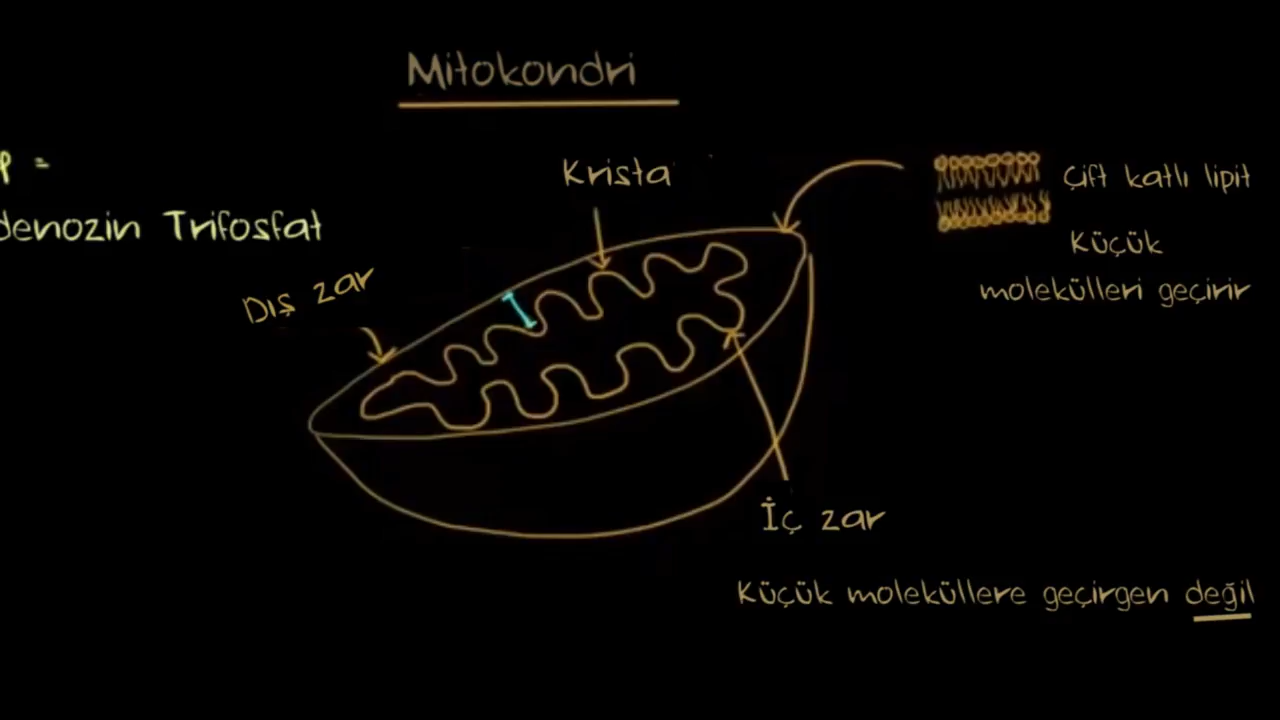 Mitokondri
P =
denozin Trifosfat
Krista
Dış zar
Çift katlı lipit
Küçük
molekülleri geçirir
İç zar
Küçük moleküllere geçirgen değil